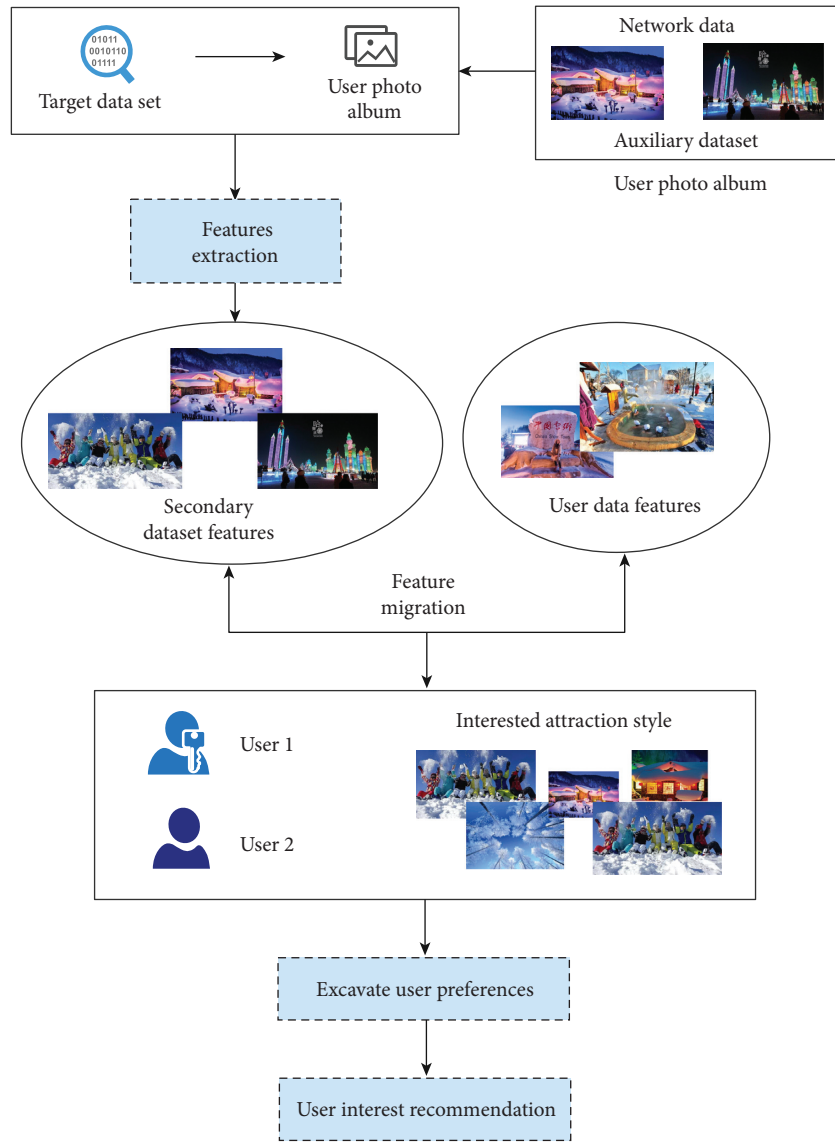 01011
0010110
01111
Target data set
User photo
album
Network data
Auxiliary dataset
User photo album
Features
extraction
Secondary
dataset features
User data features
Feature
migration
User 1
User 2
Interested attraction style
Excavate user preferences
User interest recommendation